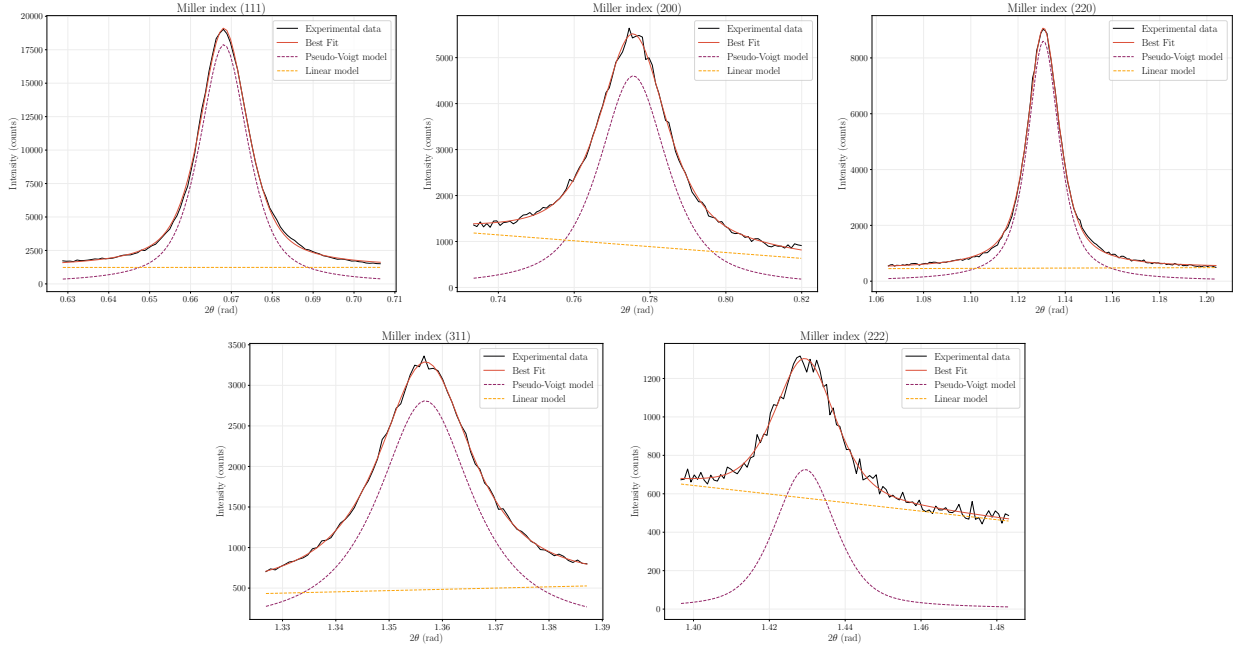 Miller index (111)
20000
17500
15000
12500
10000
7500
5000
2500
0
Intensity (counts)
Experimental data
Best Fit
Pseudo-Voigt model
Linear model
0.63 0.64 0.65 0.66 0.67 0.68 0.69 0.70 0.71
2θ (rad)
Miller index (200)
5000
4000
3000
2000
1000
0
Intensity (counts)
Experimental data
Best Fit
Pseudo-Voigt model
Linear model
0.74 0.76 0.78 0.80 0.82
2θ (rad)
Miller index (220)
8000
6000
4000
2000
0
Intensity (counts)
Experimental data
Best Fit
Pseudo-Voigt model
Linear model
1.06 1.08 1.10 1.12 1.14 1.16 1.18 1.20
2θ (rad)
Miller index (311)
3500
3000
2500
2000
1500
1000
500
Intensity (counts)
Experimental data
Best Fit
Pseudo-Voigt model
Linear model
1.33 1.34 1.35 1.36 1.37 1.38 1.39
2θ (rad)
Miller index (222)
1200
1000
800
600
400
200
0
Intensity (counts)
Experimental data
Best Fit
Pseudo-Voigt model
Linear model
1.40 1.42 1.44 1.46 1.48
2θ (rad)